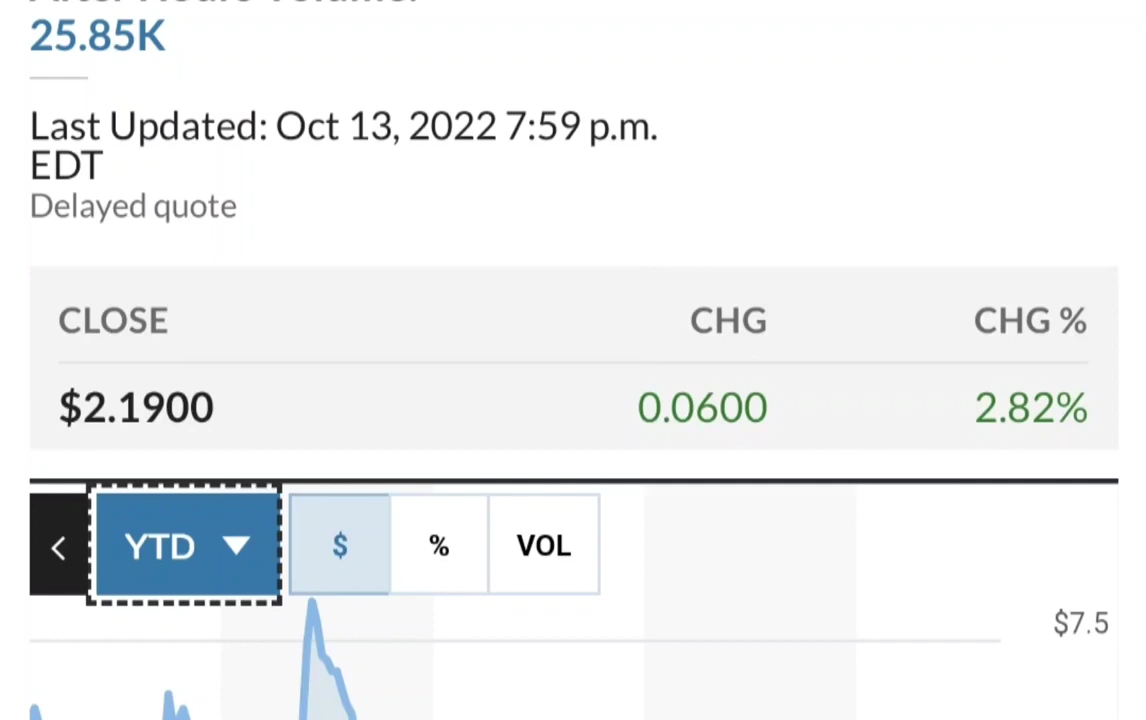 25.85K
Last Updated: Oct 13, 2022 7:59 p.m.
EDT
Delayed quote
CLOSE CHG CHG %
$2.1900 0.0600 2.82%
YTD $ % VOL
$7.5